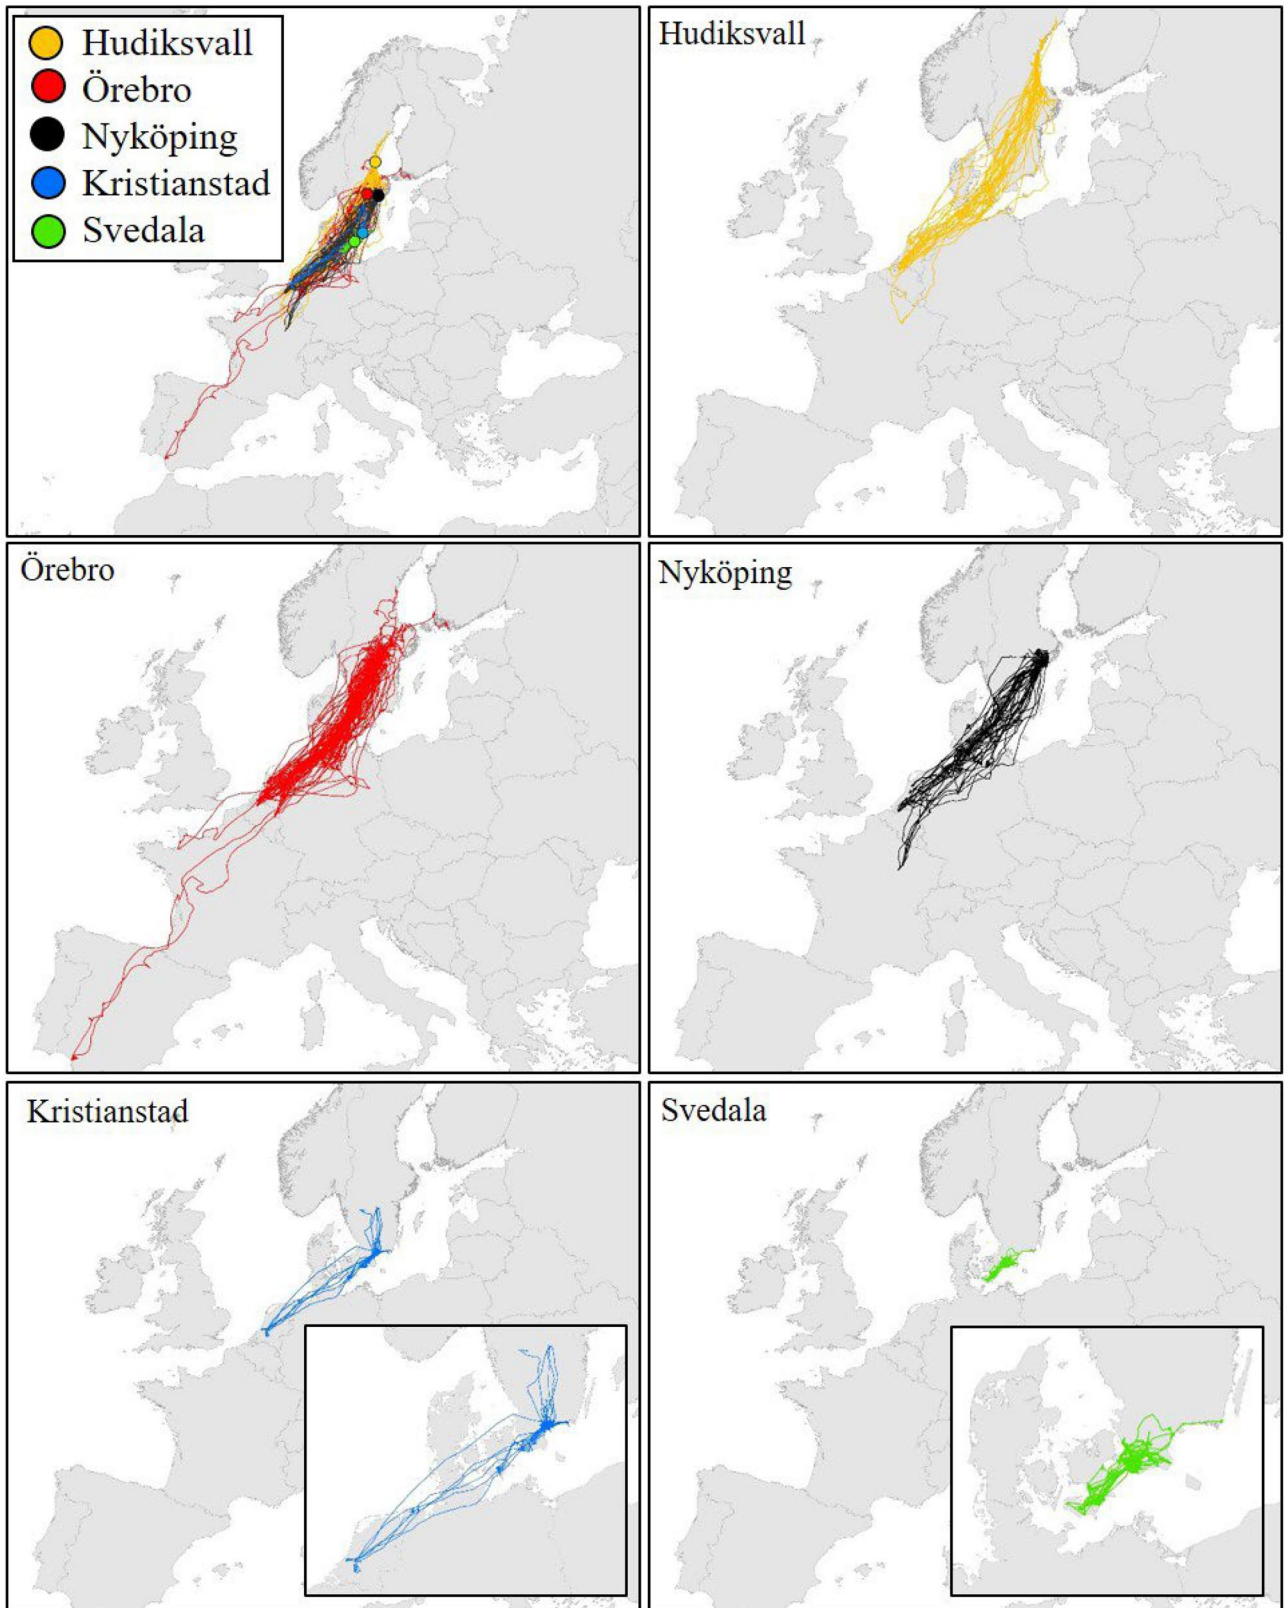 Hudiksvall
Örebro
Nyköping
Kristianstad
Svedala
Hudiksvall
Örebro
Nyköping
Kristianstad
Svedala